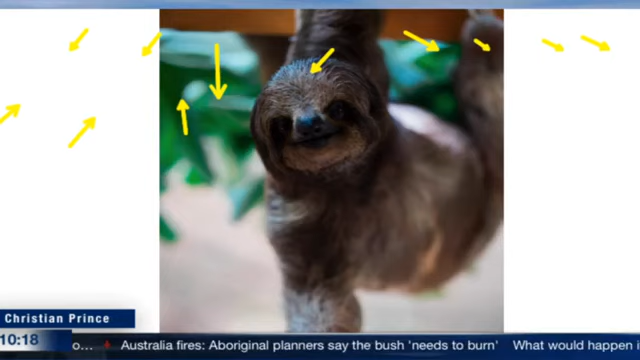 Christian Prince
10:18 o... Australia fires: Aboriginal planners say the bush 'needs to burn' What would happen i